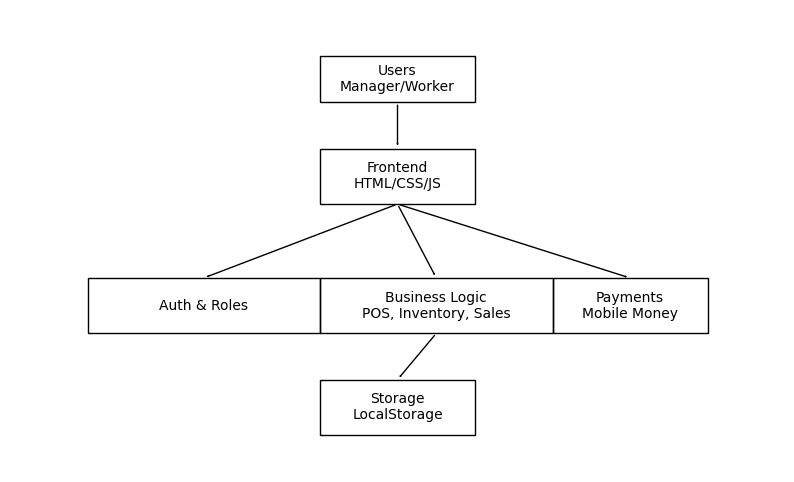 Users
Manager/Worker
Frontend
HTML/CSS/JS
Auth & Roles
Business Logic
POS, Inventory, Sales
Payments
Mobile Money
Storage
LocalStorage